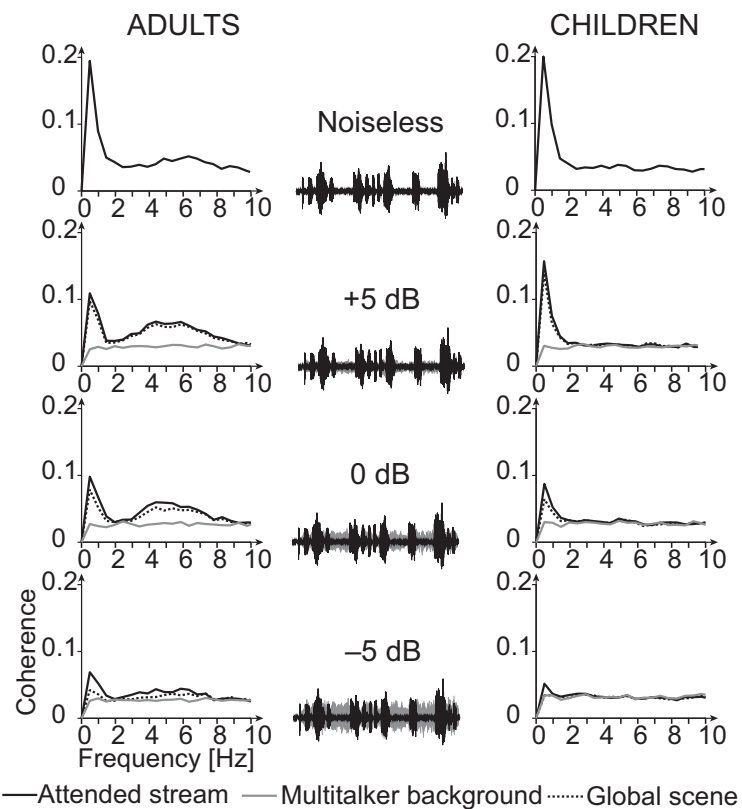 ADULTS CHILDREN
0.2 0.2
Noiseless
0.1 0.1
0 0
0 2 4 6 8 10 0 2 4 6 8 10
0.2 0.2
+5 dB
0.1 0.1
0 0
0 2 4 6 8 10 0 2 4 6 8 10
0.2 0.2
0 dB
0.1 0.1
0 0
0 2 4 6 8 10 0 2 4 6 8 10
0.2 0.2
–5 dB
0.1 0.1
Coherence
0 0
0 2 4 6 8 10 0 2 4 6 8 10
Frequency [Hz]
Attended stream Multitalker background Global scene